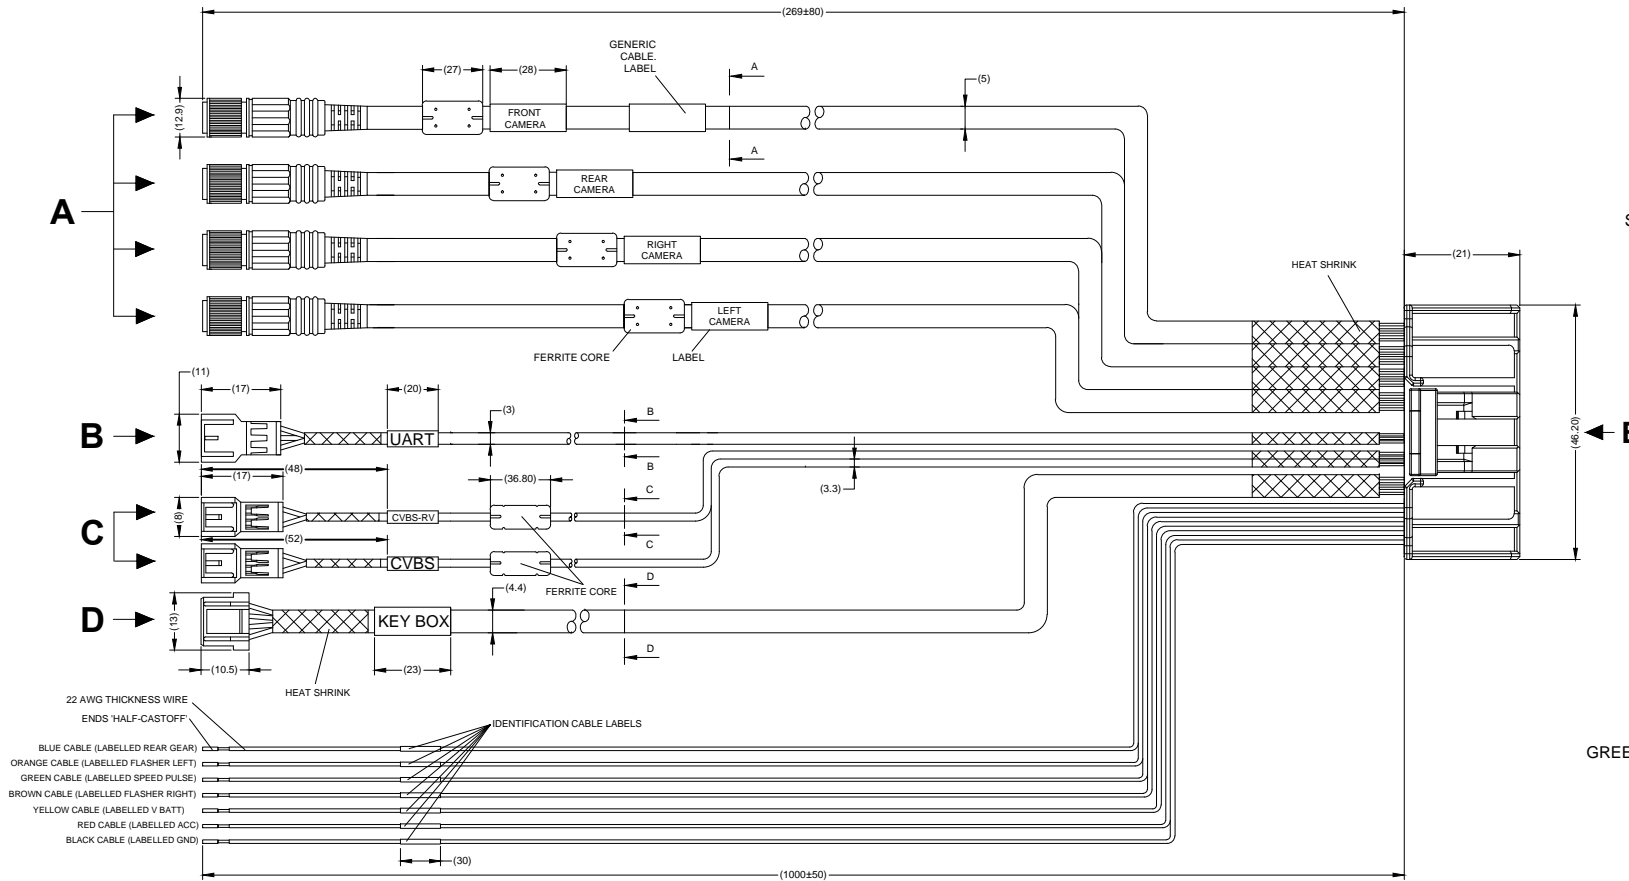 (269±80)
GENERIC
CABLE.
LABEL
(27)
(28)
A
(5)
(12.9)
FRONT
CAMERA
A
REAR
CAMERA
A
S
RIGHT
CAMERA
HEAT SHRINK
(21)
LEFT
CAMERA
FERRITE CORE
LABEL
(11)
(17)
(20)
(3)
B
B
UART
(46.20)
E
B
(48)
(17)
(36.80)
(3.3)
C
(8)
CVBS-RV
C
(52)
C
CVBS
(4.4)
FERRITE CORE
D
D
(13)
KEY BOX
D
(10.5)
(23)
HEAT SHRINK
22 AWG THICKNESS WIRE
ENDS 'HALF-CASTOFF'
IDENTIFICATION CABLE LABELS
BLUE CABLE (LABELLED REAR GEAR)
GREE
ORANGE CABLE (LABELLED FLASHER LEFT)
GREEN CABLE (LABELLED SPEED PULSE)
BROWN CABLE (LABELLED FLASHER RIGHT)
YELLOW CABLE (LABELLED V BATT)
RED CABLE (LABELLED ACC)
BLACK CABLE (LABELLED GND)
(30)
(1000±50)